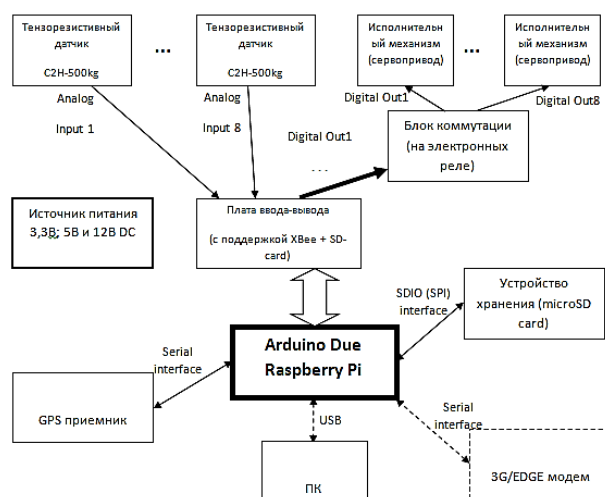 Тензорезистивный
датчик
C2H-500kg
...
Тензорезистивный
датчик
C2H-500kg
Исполнительн
ый механизм
(сервопривод)
...
Исполнительн
ый механизм
(сервопривод)
Analog
Input 1
Analog
Input 8
Digital Out1
Digital Out8
Digital Out1
...
Блок коммутации
(на электронных
реле)
Источник питания
3,3В; 5В и 12В DC
Плата ввода-вывода
(с поддержкой XBee + SD-
card)
SDIO (SPI)
interface
Устройство
хранения (microSD
card)
Arduino Due
Raspberry Pi
Serial
interface
GPS приемник
USB
Serial
interface
ПК
3G/EDGE модем